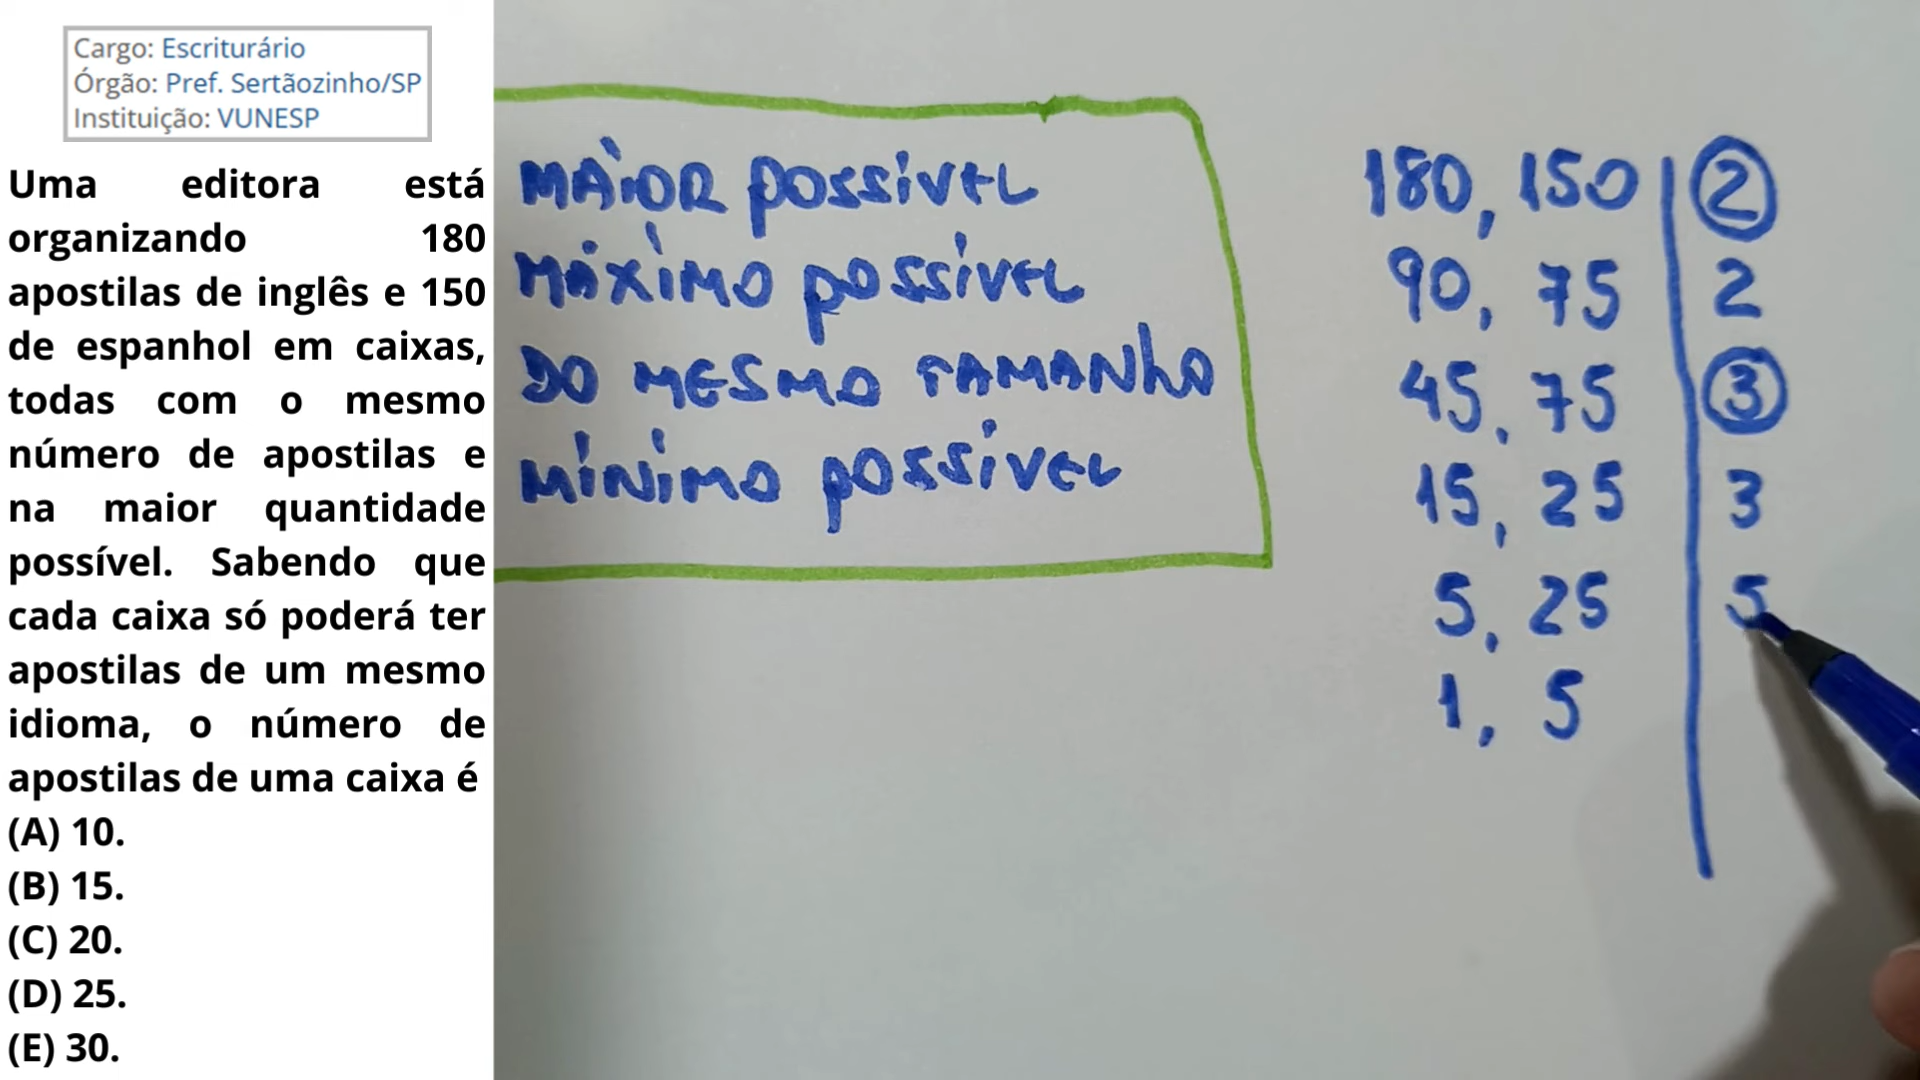 Cargo: Escriturário
Órgão: Pref. Sertãozinho/SP
Instituição: VUNESP
Uma editora está
organizando 180
apostilas de inglês e 150
de espanhol em caixas,
todas com o mesmo
número de apostilas e
na maior quantidade
possível. Sabendo que
cada caixa só poderá ter
apostilas de um mesmo
idioma, o número de
apostilas de uma caixa é
(A) 10.
(B) 15.
(C) 20.
(D) 25.
(E) 30.
MAIOR POSSÍVEL
MÁXIMO POSSÍVEL
DO MESMO TAMANHO
MÍNIMO POSSÍVEL
180, 150 2
90, 75 2
45, 75 3
15, 25 3
5, 25 5
1, 5